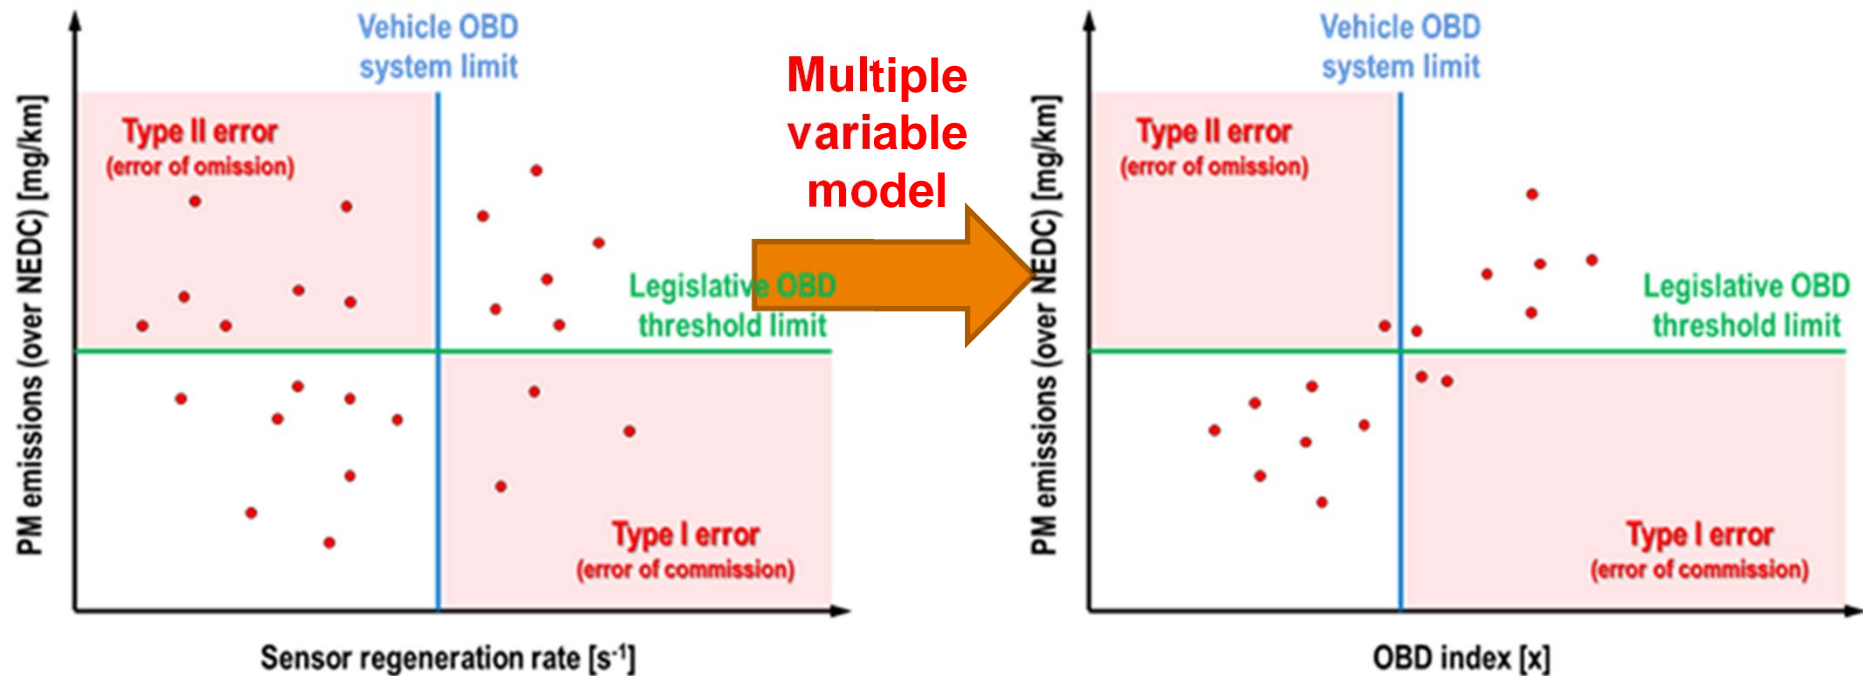 Vehicle OBD
system limit
Type II error
(error of omission)
PM emissions (over NEDC) [mg/km]
Legislative OBD
threshold limit
Type I error
(error of commission)
Sensor regeneration rate [s⁻¹]
Multiple
variable
model
Vehicle OBD
system limit
Type II error
(error of omission)
PM emissions (over NEDC) [mg/km]
Legislative OBD
threshold limit
Type I error
(error of commission)
OBD index [x]